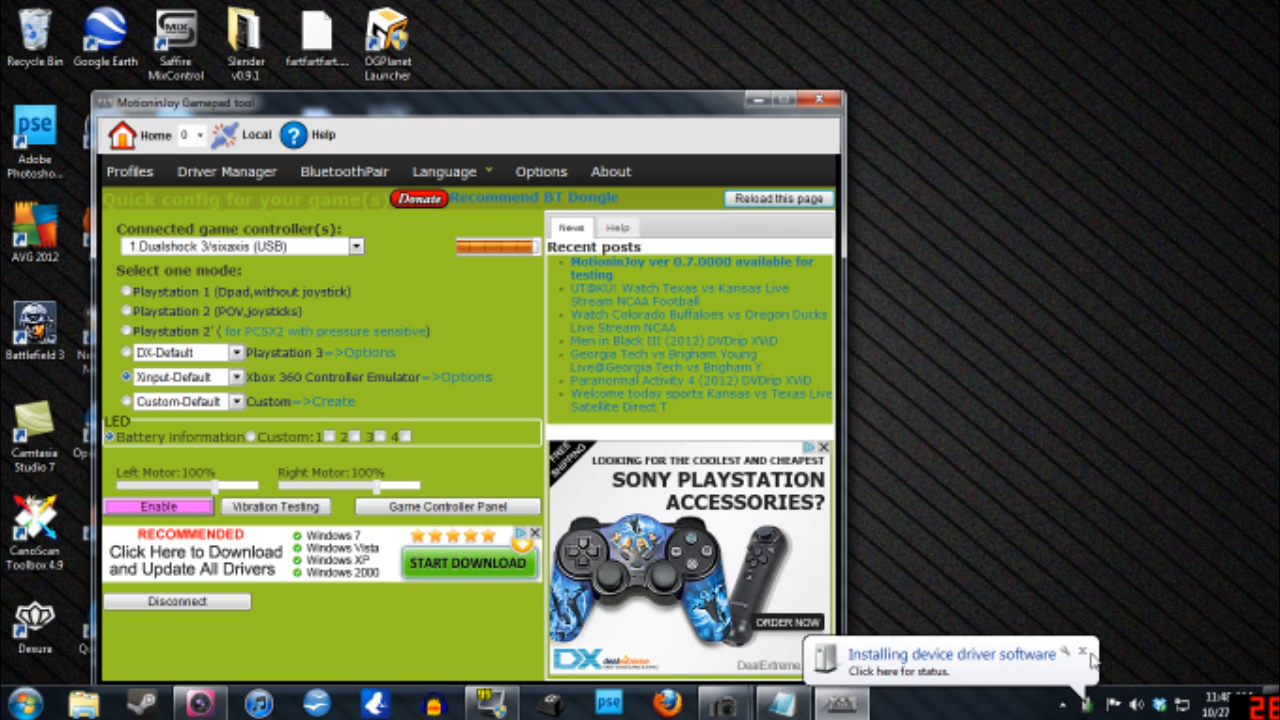 Recycle Bin
Google Earth
Saffire
MixControl
Slender
v0.9.1
fartfartfart....
OGPlanet
Launcher
pse
Adobe
Photosho...
AVG 2012
Battlefield 3
Camtasia
Studio 7
CanoScan
Toolbox 4.9
Desura
MotioninJoy Gamepad tool
Home 0 Local ? Help
Profiles Driver Manager BluetoothPair Language Options About
Quick config for your game(s) Donate Recommend BT Dongle Reload this page
Connected game controller(s):
1.Dualshock 3/sixaxis (USB)
Select one mode:
Playstation 1 (Dpad,without joystick)
Playstation 2 (POV,joysticks)
Playstation 2' ( for PCSX2 with pressure sensitive)
DX-Default Playstation 3=>Options
Xinput-Default Xbox 360 Controller Emulator=>Options
Custom-Default Custom=>Create
LED
Battery information Custom: 1 2 3 4
Left Motor:100% Right Motor:100%
Enable Vibration Testing Game Controller Panel
RECOMMENDED
Click Here to Download
and Update All Drivers
Windows 7
Windows Vista
Windows XP
Windows 2000
START DOWNLOAD
Disconnect
News Help
Recent posts
MotioninJoy ver 0.7.0000 available for
testing
UT@KU! Watch Texas vs Kansas Live
Stream NCAA Football
Watch Colorado Buffaloes vs Oregon Ducks
Live Stream NCAA
Men in Black III (2012) DVDrip XViD
Georgia Tech vs Brigham Young
Live@Georgia Tech vs Brigham Y
Paranormal Activity 4 (2012) DVDrip XViD
Welcome today sports Kansas vs Texas Live
Satellite Direct T
FREE
SHIPPING
LOOKING FOR THE COOLEST AND CHEAPEST
SONY PLAYSTATION
ACCESSORIES?
ORDER NOW
DX dealextreme
DealExtreme.
Installing device driver software
Click here for status.
pse
10/27